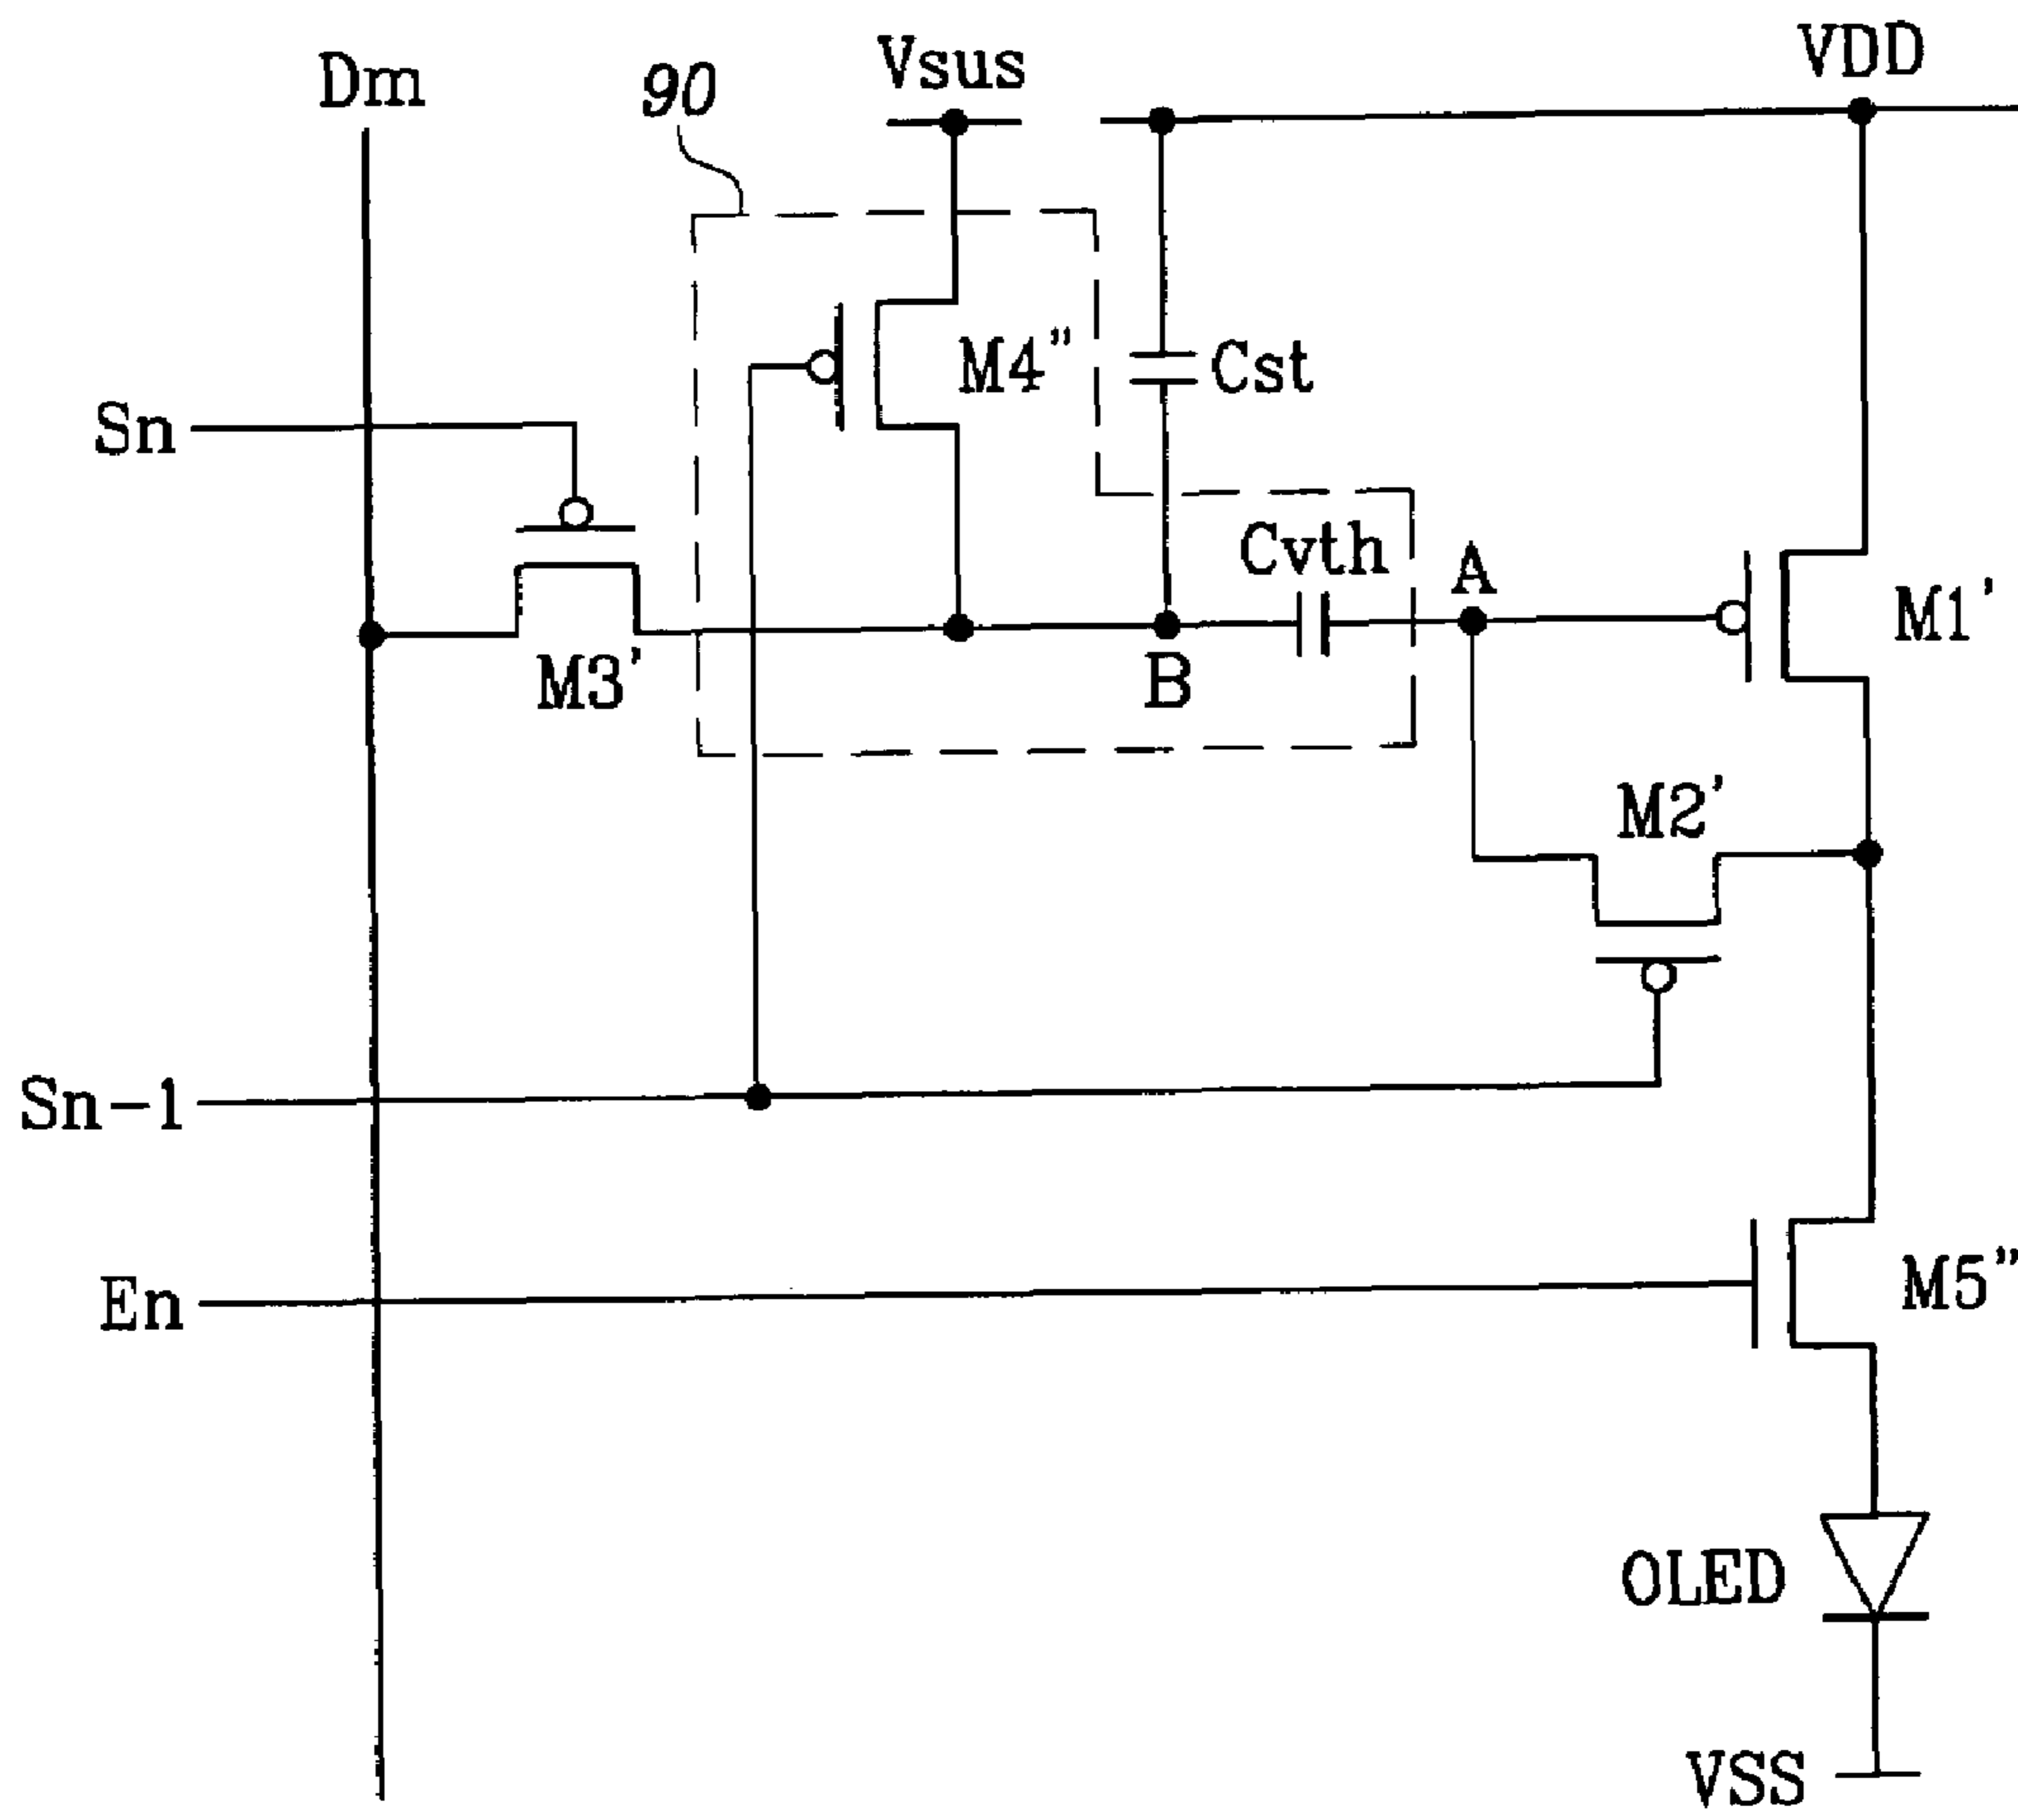 Dm
90
Vsus
VDD
M4"
Cst
Sn
Cvth
A
M1'
M3'
B
M2'
Sn-1
En
M5"
OLED
VSS